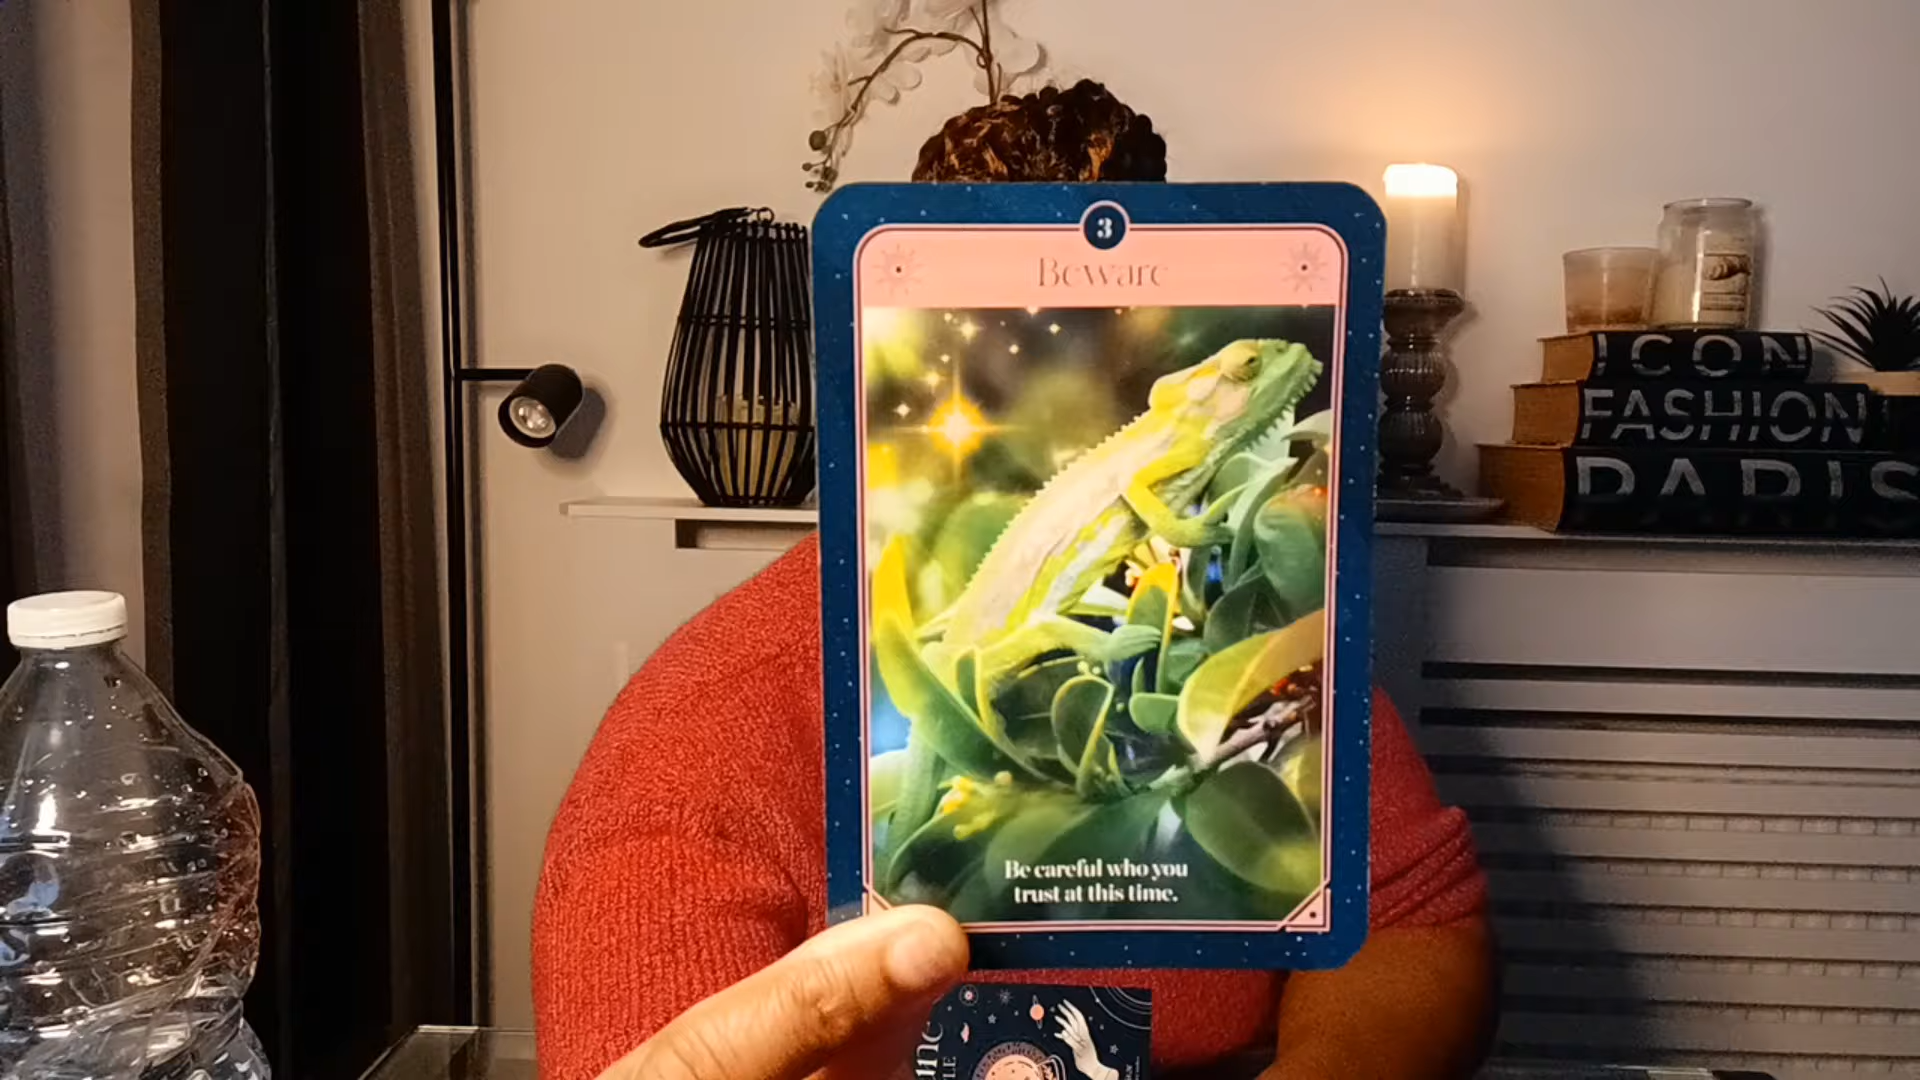 3
Beware
Be careful who you
trust at this time.
ICON
FASHION
PARIS